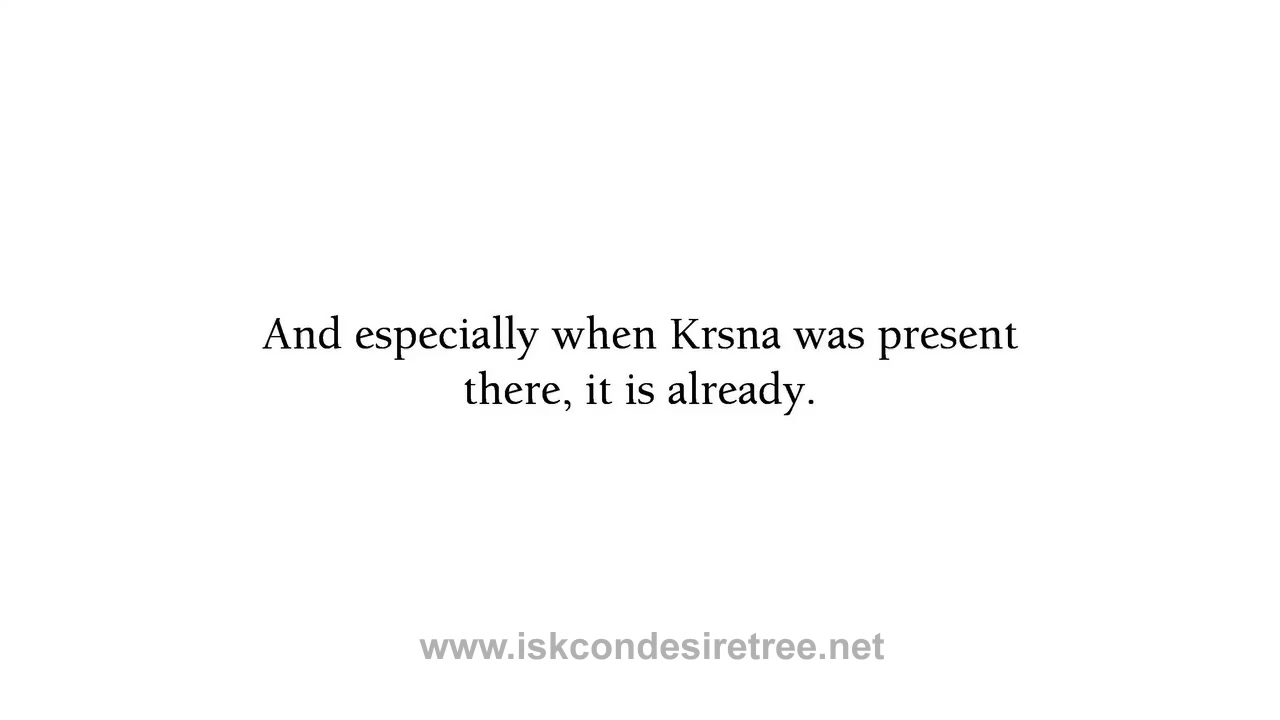 And especially when Krsna was present
there, it is already.
www.iskcondesiretree.net